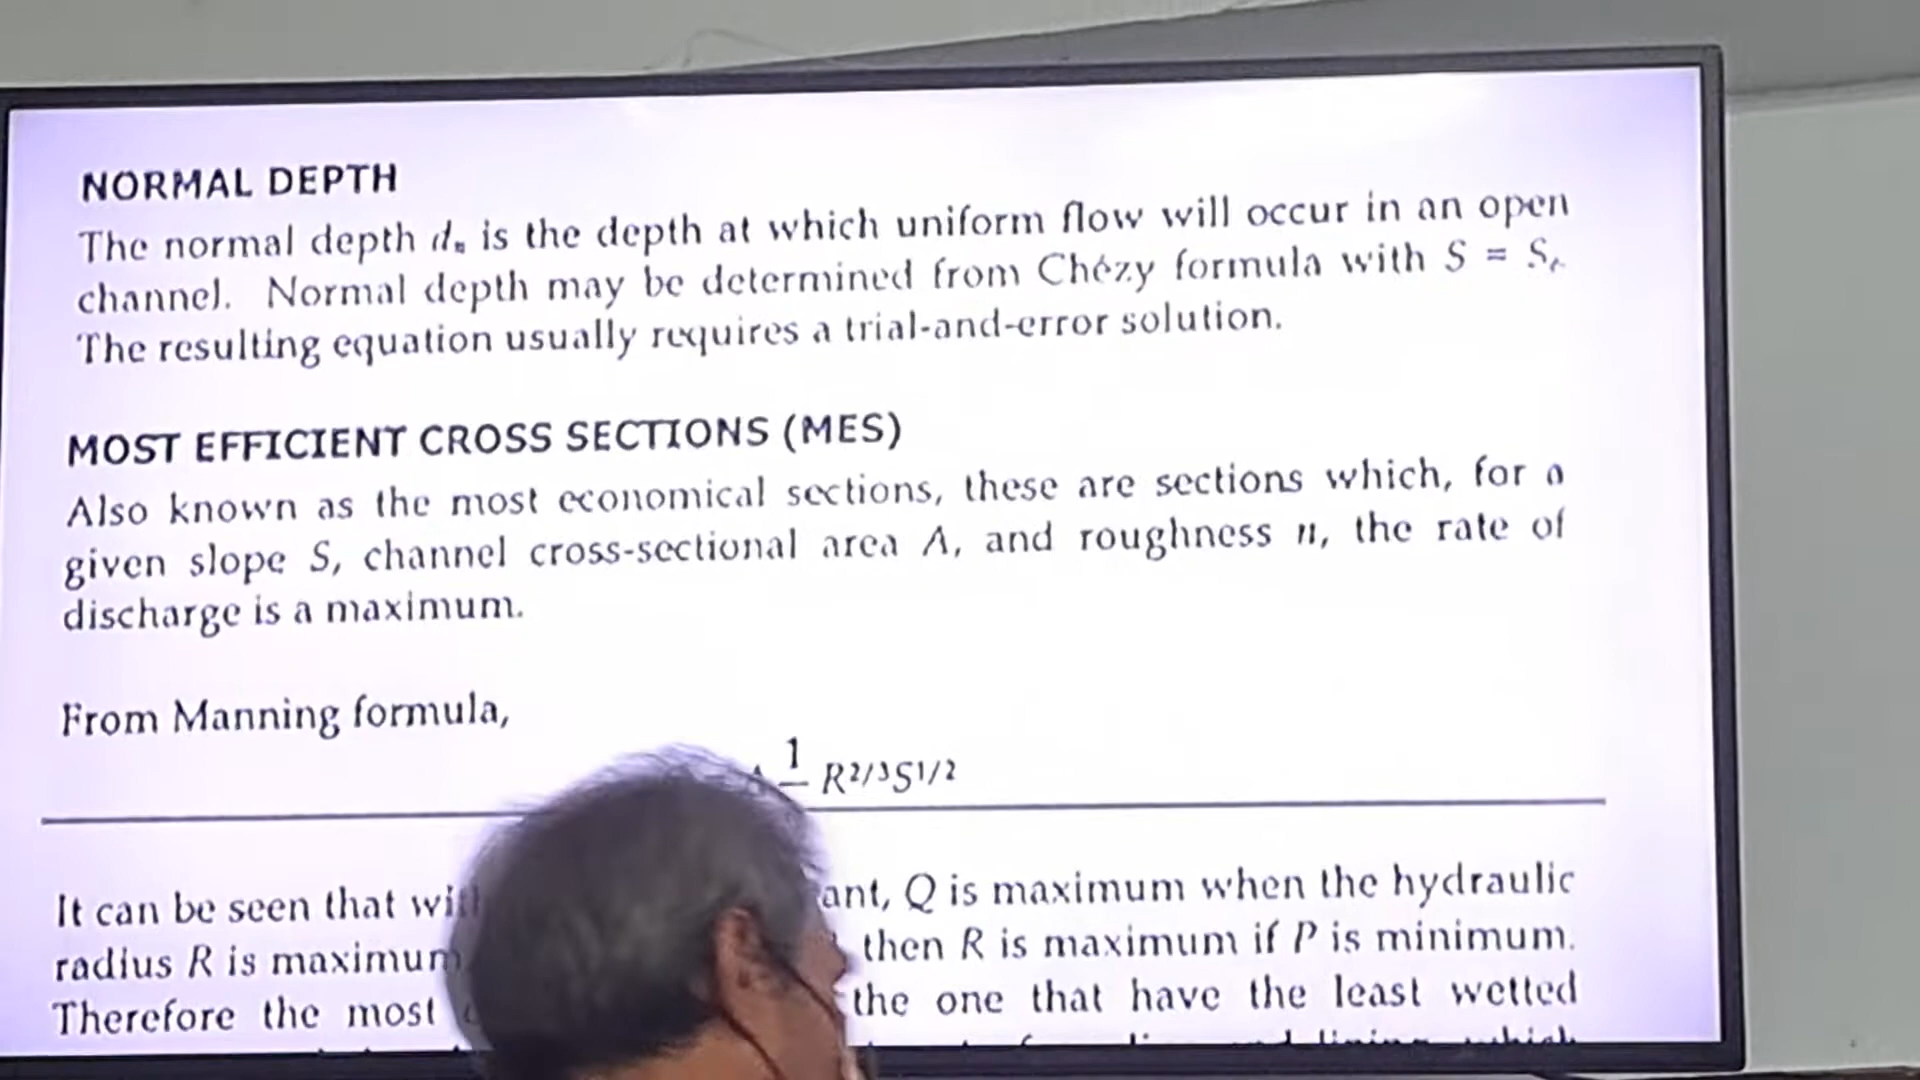 NORMAL DEPTH
The normal depth dₙ is the depth at which uniform flow will occur in an open
channel. Normal depth may be determined from Chézy formula with S = S
The resulting equation usually requires a trial-and-error solution.
MOST EFFICIENT CROSS SECTIONS (MES)
Also known as the most economical sections, these are sections which, for a
given slope S, channel cross-sectional area A, and roughness n, the rate of
discharge is a maximum.
From Manning formula,
1 R^2/3 S^1/2
It can be seen that ant, Q is maximum when the hydraulic
radius R is maximum then R is maximum if P is minimum.
Therefore the most the one that have the least wetted